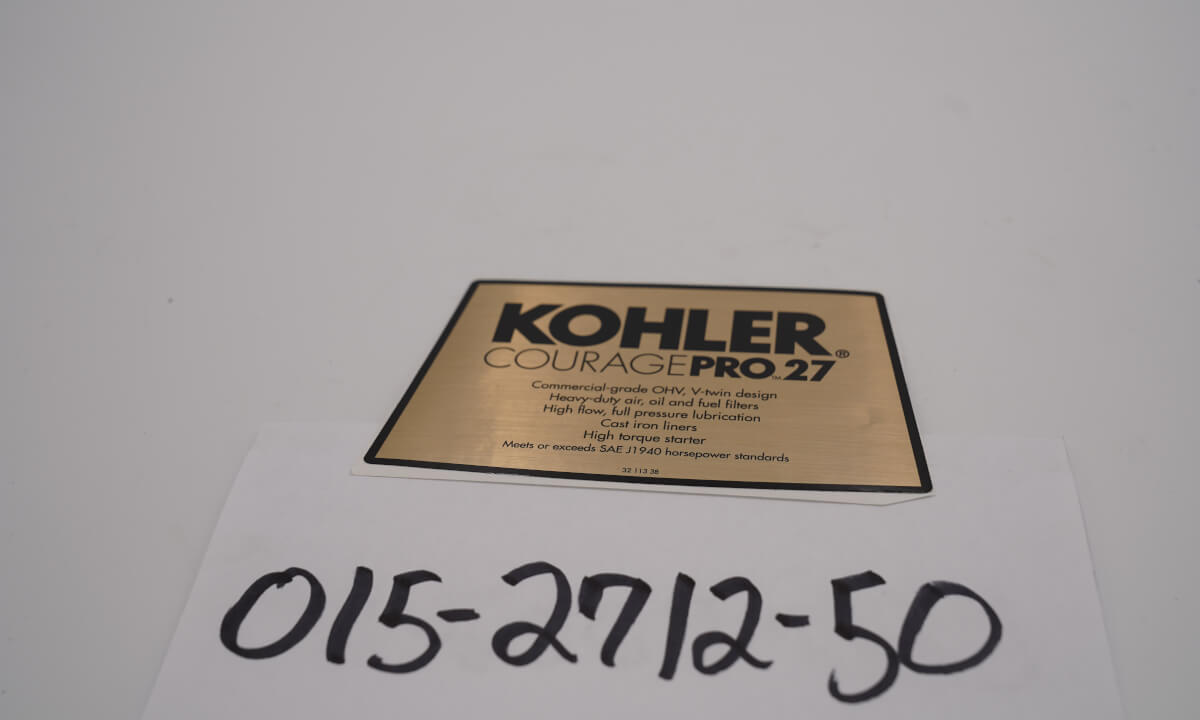 KOHLER®
COURAGE PRO™ 27
Commercial-grade OHV, V-twin design
Heavy-duty air, oil and fuel filters
High flow, full pressure lubrication
Cast iron liners
High torque starter
Meets or exceeds SAE J1940 horsepower standards
32 113 38
015-2712-50